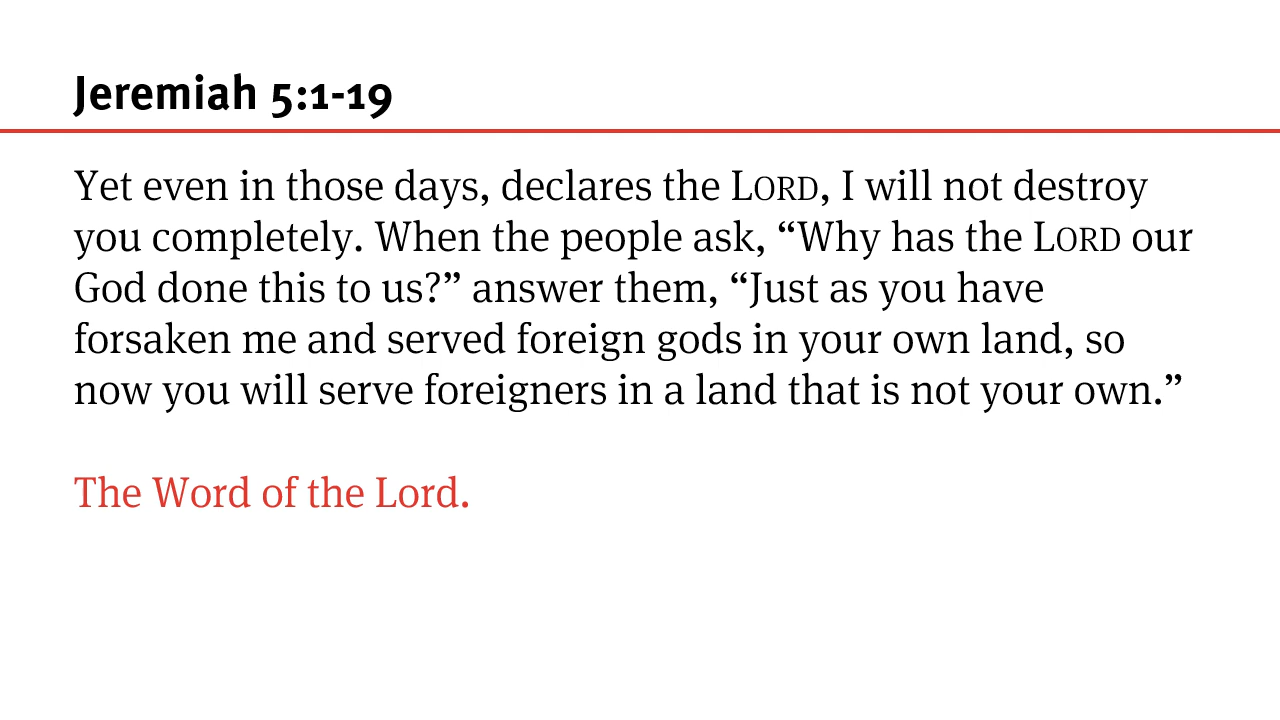 Jeremiah 5:1-19
Yet even in those days, declares the LORD, I will not destroy
you completely. When the people ask, “Why has the LORD our
God done this to us?” answer them, “Just as you have
forsaken me and served foreign gods in your own land, so
now you will serve foreigners in a land that is not your own.”
The Word of the Lord.